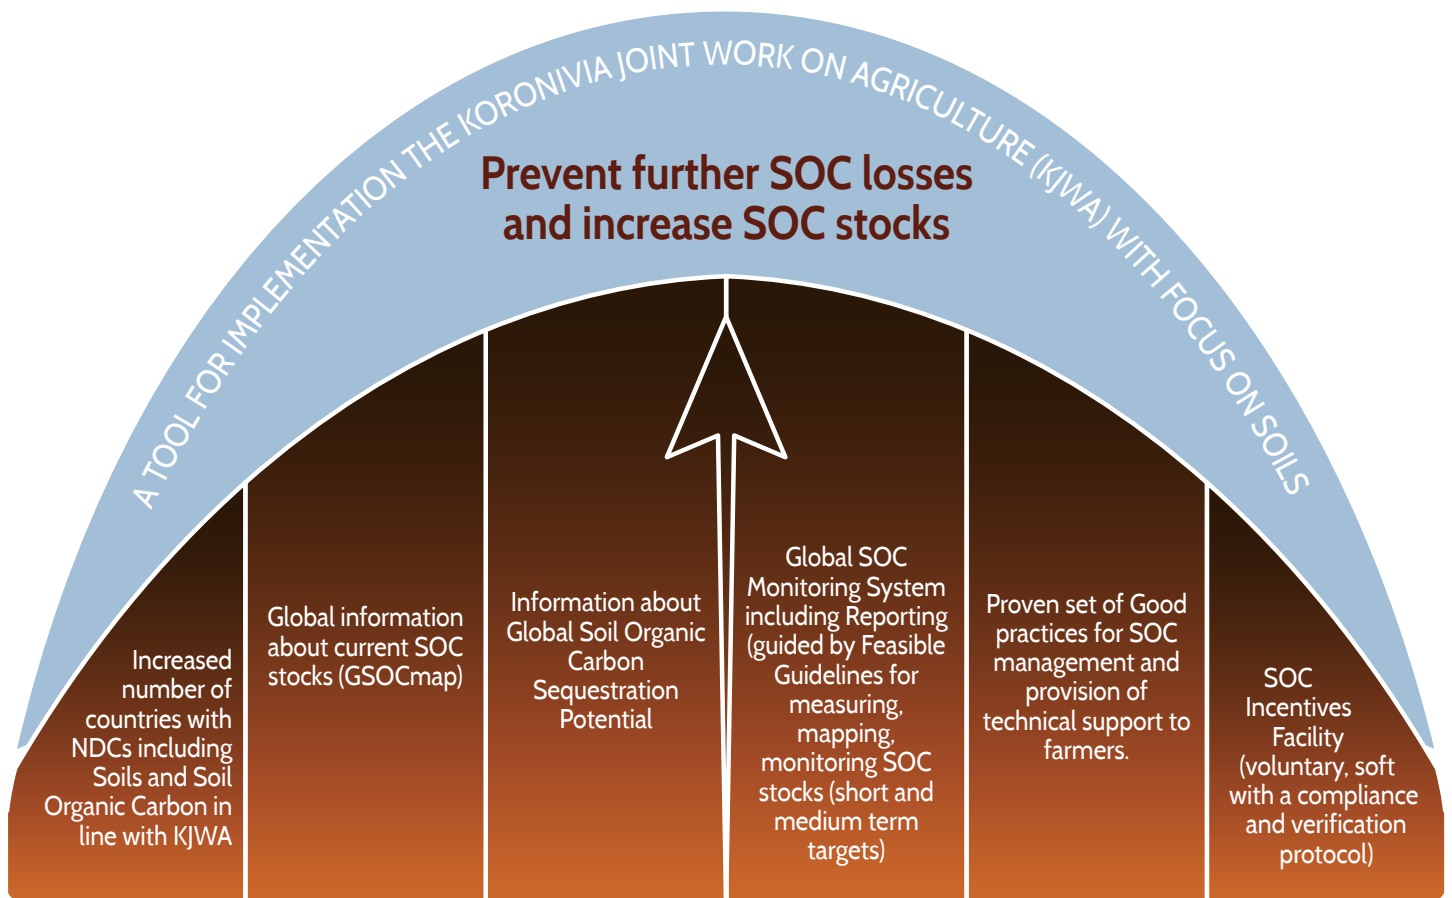 A TOOL FOR IMPLEMENTATION THE KORONIVIA JOINT WORK ON AGRICULTURE (KJWA) WITH FOCUS ON SOILS
Prevent further SOC losses
and increase SOC stocks
Increased
number of
countries with
NDCs including
Soils and Soil
Organic Carbon in
line with KJWA
Global information
about current SOC
stocks (GSOCmap)
Information about
Global Soil Organic
Carbon
Sequestration
Potential
Global SOC
Monitoring System
including Reporting
(guided by Feasible
Guidelines for
measuring,
mapping,
monitoring SOC
stocks (short and
medium term
targets)
Proven set of Good
practices for SOC
management and
provision of
technical support to
farmers.
SOC
Incentives
Facility
(voluntary, soft
with a compliance
and verification
protocol)